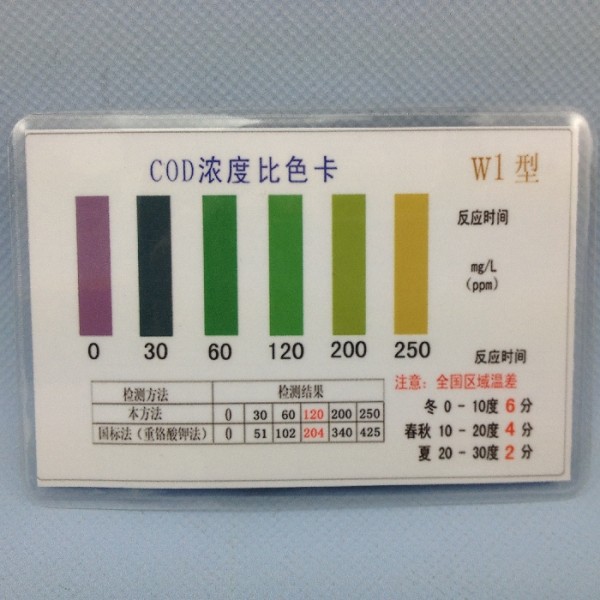 COD浓度比色卡 W1型
反应时间
mg/L
(ppm)
0 30 60 120 200 250
反应时间
注意: 全国区域温差
冬 0 - 10度 6 分
春秋 10 - 20度 4 分
夏 20 - 30度 2 分
检测方法 检测结果
本方法 0 30 60 120 200 250
国标法（重铬酸钾法） 0 51 102 204 340 425